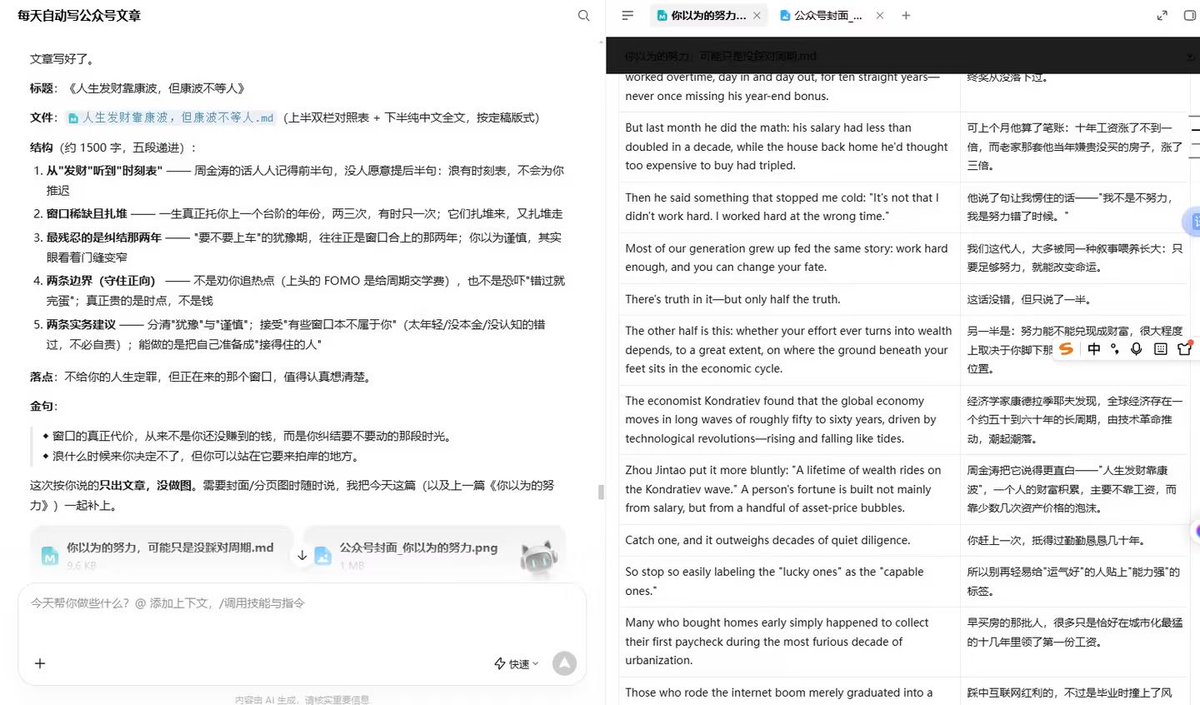 每天自动写公众号文章
文章写好了。
标题：《人生发财靠康波，但康波不等人》
文件： 人生发财靠康波，但康波不等人.md （上半双栏对照表 + 下半纯中文全文，按定稿版式）
结构（约 1500 字，五段递进）：
1. 从"发财"听到"时刻表" —— 周金涛的话人人记得前半句，没人愿意提后半句：浪有时刻表，不会为你
推迟
2. 窗口稀缺且扎堆 —— 一生真正托你上一个台阶的年份，两三次，有时只一次；它们扎堆来，又扎堆走
3. 最残忍的是纠结那两年 —— "要不要上车"的犹豫期，往往正是窗口合上的那两年；你以为谨慎，其实
眼看着门缝变窄
4. 两条边界（守住正向） —— 不是劝你追热点（上头的 FOMO 是给周期交学费），也不是恐吓"错过就
完蛋"；真正贵的是时点，不是钱
5. 两条实务建议 —— 分清"犹豫"与"谨慎"；接受"有些窗口本不属于你"（太年轻/没本金/没认知的错
过，不必自责）；能做的是把自己准备成"接得住的人"
落点：不给你的人生定罪，但正在来的那个窗口，值得认真想清楚。
金句：
窗口的真正代价，从来不是你还没赚到的钱，而是你纠结要不要动的那段时光。
浪什么时候来你决定不了，但你可以站在它要来拍岸的地方。
这次按你说的只出文章，没做图。需要封面/分页图时随时说，我把今天这篇（以及上一篇《你以为的努
力》）一起补上。
你以为的努力，可能只是没踩对周期.md
9.6 KB
公众号封面_你以为的努力.png
1 MB
今天帮你做些什么？@ 添加上下文，/调用技能与指令
快速
内容由 AI 生成，请核实重要信息
你以为的努力...
公众号封面_...
你以为的努力，可能只是没踩对周期.md
worked overtime, day in and day out, for ten straight years—
never once missing his year-end bonus.
终奖从没落下过。
But last month he did the math: his salary had less than
doubled in a decade, while the house back home he'd thought
too expensive to buy had tripled.
可上个月他算了笔账：十年工资涨了不到一
倍，而老家那套他当年嫌贵没买的房子，涨了
三倍。
Then he said something that stopped me cold: "It's not that I
didn't work hard. I worked hard at the wrong time."
他说了句让我愣住的话——"我不是不努力，
我是努力错了时候。"
Most of our generation grew up fed the same story: work hard
enough, and you can change your fate.
我们这代人，大多被同一种叙事喂养长大：只
要足够努力，就能改变命运。
There's truth in it—but only half the truth.
这话没错，但只说了一半。
The other half is this: whether your effort ever turns into wealth
depends, to a great extent, on where the ground beneath your
feet sits in the economic cycle.
另一半是：努力能不能兑现成财富，很大程度
上取决于你脚下那
位置。
中
The economist Kondratiev found that the global economy
moves in long waves of roughly fifty to sixty years, driven by
technological revolutions—rising and falling like tides.
经济学家康德拉季耶夫发现，全球经济存在一
个约五十到六十年的长周期，由技术革命推
动，潮起潮落。
Zhou Jintao put it more bluntly: "A lifetime of wealth rides on
the Kondratiev wave." A person's fortune is built not mainly
from salary, but from a handful of asset-price bubbles.
周金涛把它说得更直白——"人生发财靠康
波"，一个人的财富积累，主要不靠工资，而
靠少数几次资产价格的泡沫。
Catch one, and it outweighs decades of quiet diligence.
你赶上一次，抵得过勤勤恳恳几十年。
So stop so easily labeling the "lucky ones" as the "capable
ones."
所以别再轻易给"运气好"的人贴上"能力强"的
标签。
Many who bought homes early simply happened to collect
their first paycheck during the most furious decade of
urbanization.
早买房的那批人，很多只是恰好在城市化最猛
的十几年里领了第一份工资。
Those who rode the internet boom merely graduated into a
踩中互联网红利的，不过是毕业时撞上了风